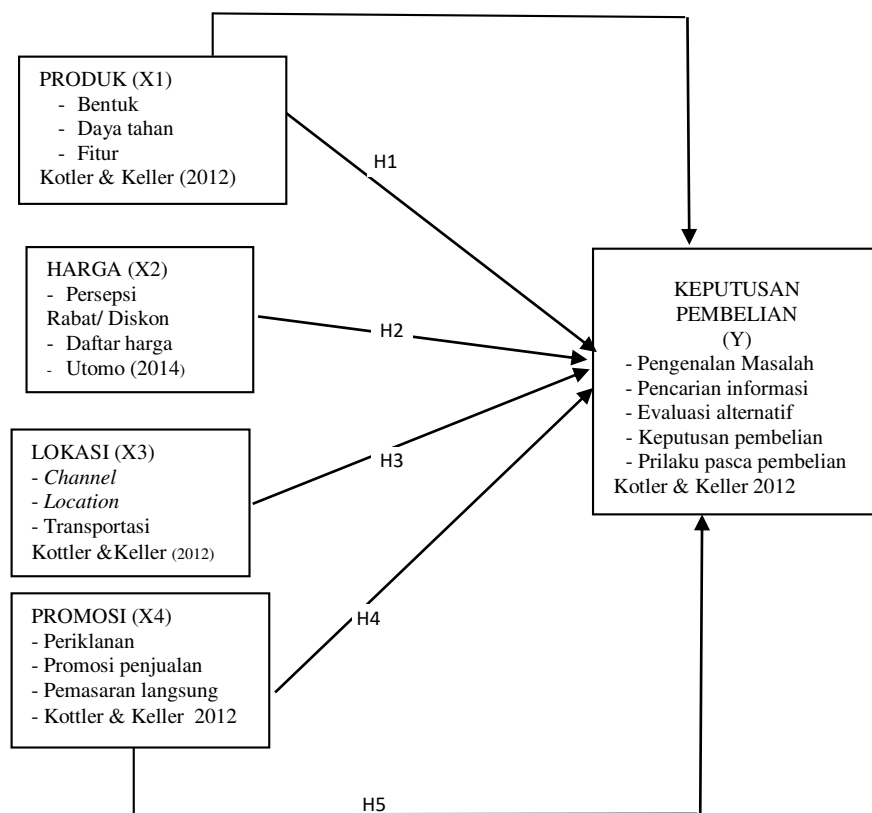 PRODUK (X1)
- Bentuk
- Daya tahan
- Fitur
Kotler & Keller (2012)
H1
HARGA (X2)
- Persepsi
Rabat/ Diskon
- Daftar harga
- Utomo (2014)
H2
KEPUTUSAN
PEMBELIAN
(Y)
- Pengenalan Masalah
- Pencarian informasi
- Evaluasi alternatif
- Keputusan pembelian
- Prilaku pasca pembelian
Kotler & Keller 2012
LOKASI (X3)
- Channel
- Location
- Transportasi
Kottler &Keller (2012)
H3
PROMOSI (X4)
- Periklanan
- Promosi penjualan
- Pemasaran langsung
- Kottler & Keller 2012
H4
H5